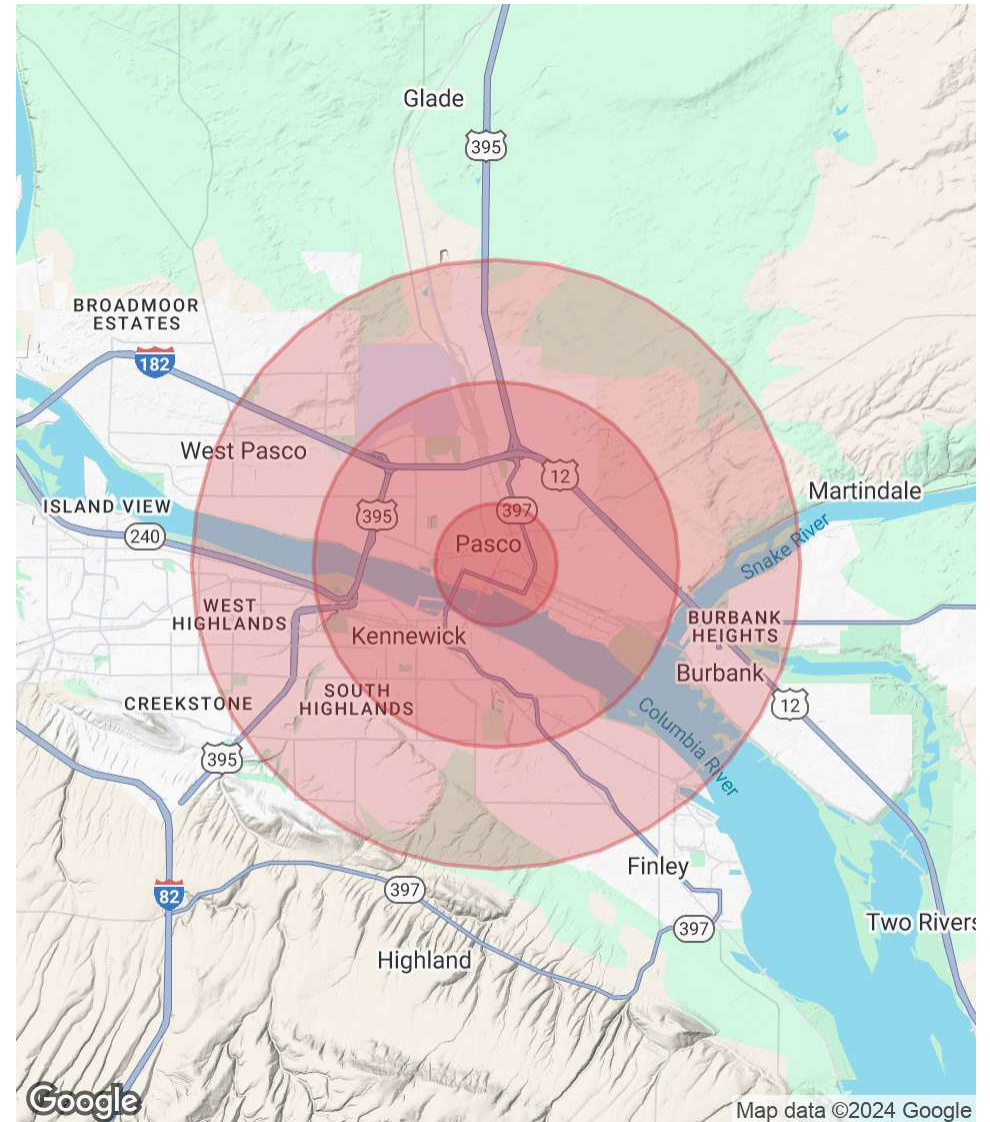 Glade
395
BROADMOOR
ESTATES
182
West Pasco
12
Martindale
ISLAND VIEW
395
397
240
Pasco
Snake River
WEST
HIGHLANDS
Kennewick
BURBANK
HEIGHTS
Burbank
SOUTH
HIGHLANDS
CREEKSTONE
12
Columbia River
395
Finley
82
397
397
Two Rivers
Highland
Google
Map data ©2024 Google